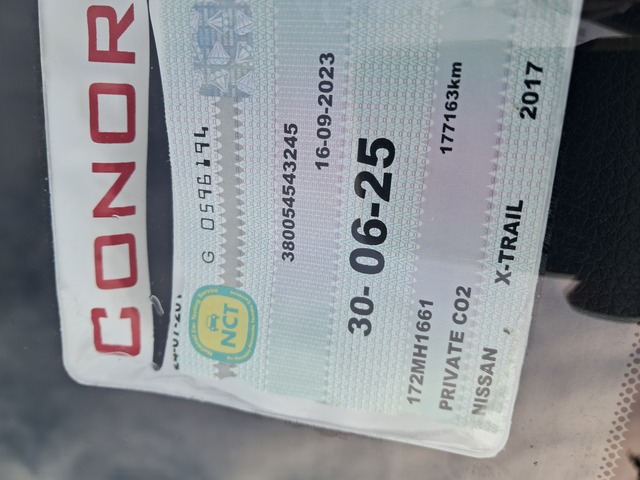 CONOR
G 0596194
380054543245
16-09-2023
30-06-25
NCT
172MH1661
177163km
PRIVATE CO2
NISSAN , X-TRAIL 2017